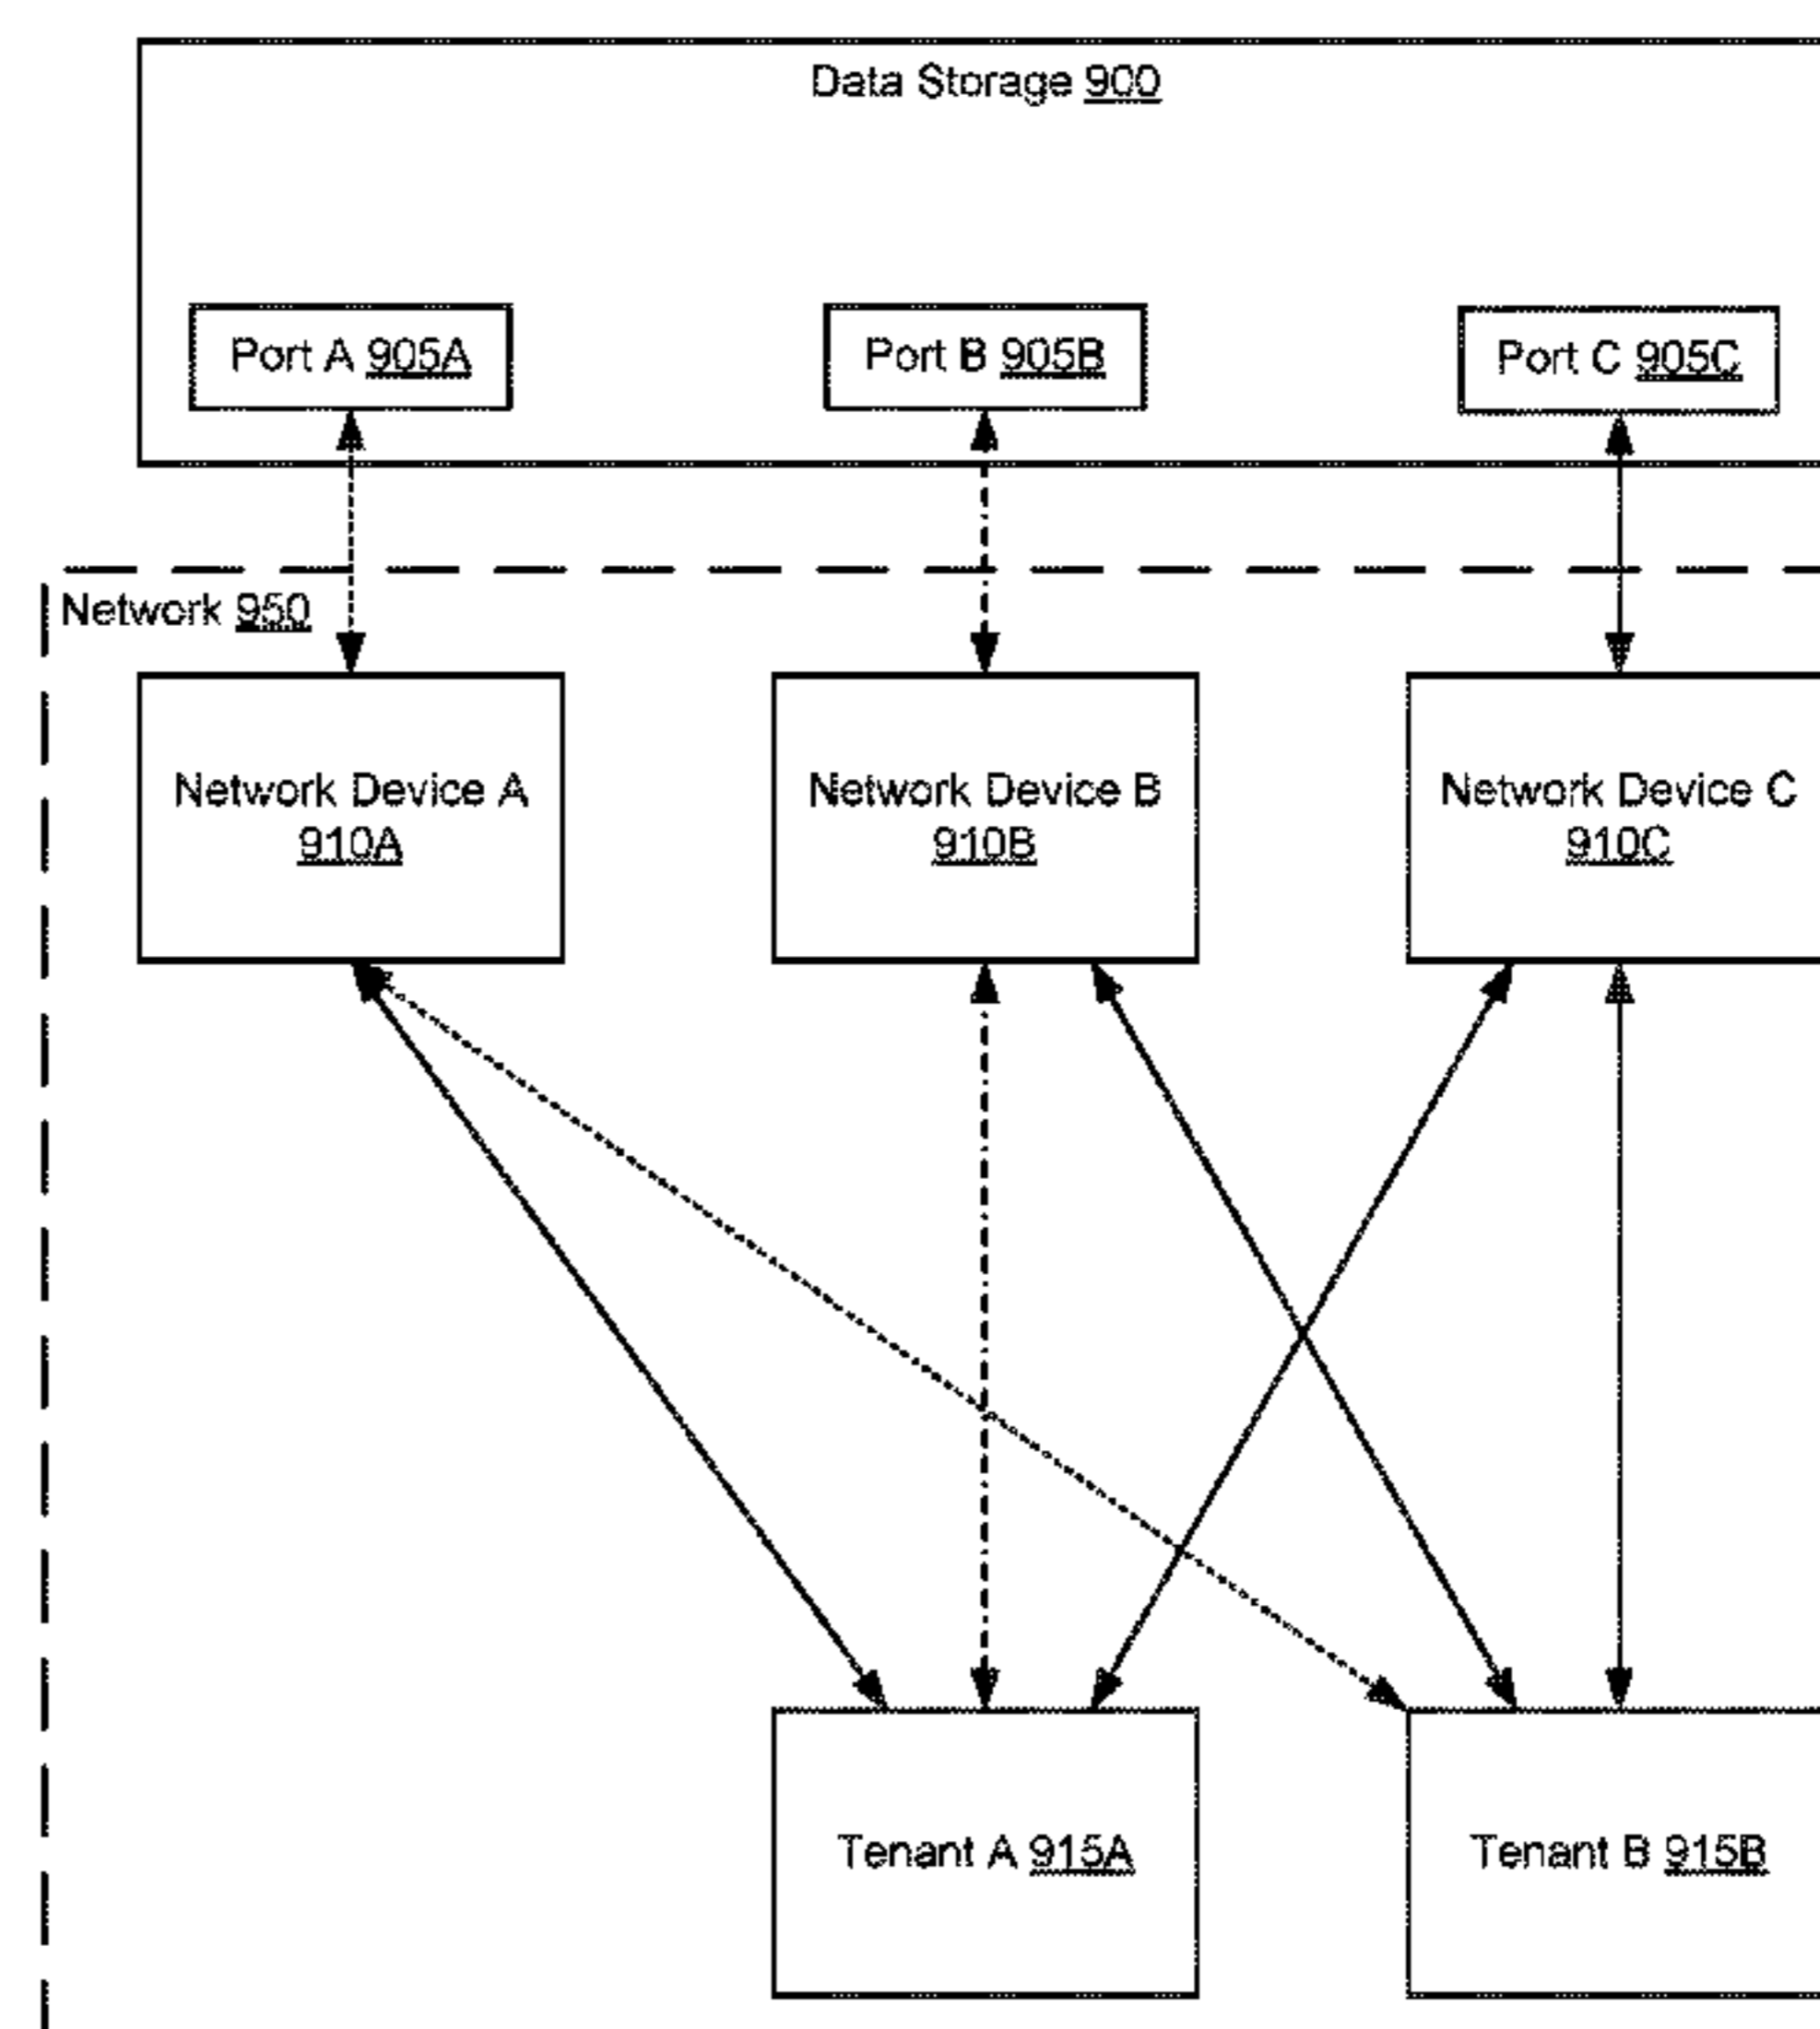 Data Storage 900
Port A 905A
Port B 905B
Port C 905C
Network 950
Network Device A
910A
Network Device B
910B
Network Device C
910C
Tenant A 915A
Tenant B 915B